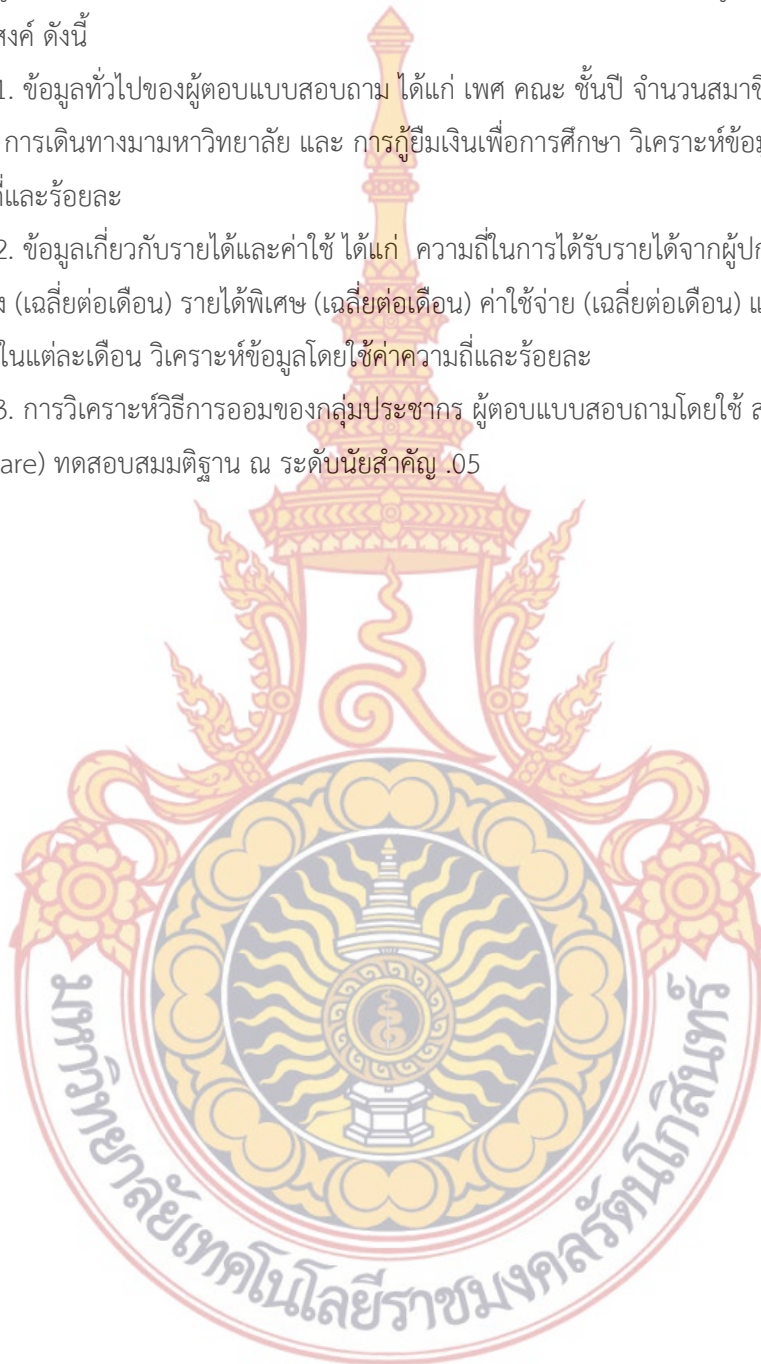 สงค์ ดังนี้
1. ข้อมูลทั่วไปของผู้ตอบแบบสอบถาม ได้แก่ เพศ คณะ ชั้นปี จำนวนสมาชิ
การเดินทางมามหาวิทยาลัย และ การกู้ยืมเงินเพื่อการศึกษา วิเคราะห์ข้อม
ี่และร้อยละ
2. ข้อมูลเกี่ยวกับรายได้และค่าใช้ ได้แก่ ความถี่ในการได้รับรายได้จากผู้ปก
ง (เฉลี่ยต่อเดือน) รายได้พิเศษ (เฉลี่ยต่อเดือน) ค่าใช้จ่าย (เฉลี่ยต่อเดือน) แ
ในแต่ละเดือน วิเคราะห์ข้อมูลโดยใช้ค่าความถี่และร้อยละ
3. การวิเคราะห์วิธีการออมของกลุ่มประชากร ผู้ตอบแบบสอบถามโดยใช้ ส
are) ทดสอบสมมติฐาน ณ ระดับนัยสำคัญ .05
มหาวิทยาลัยเทคโนโลยีราชมงคลรัตนโกสินทร์